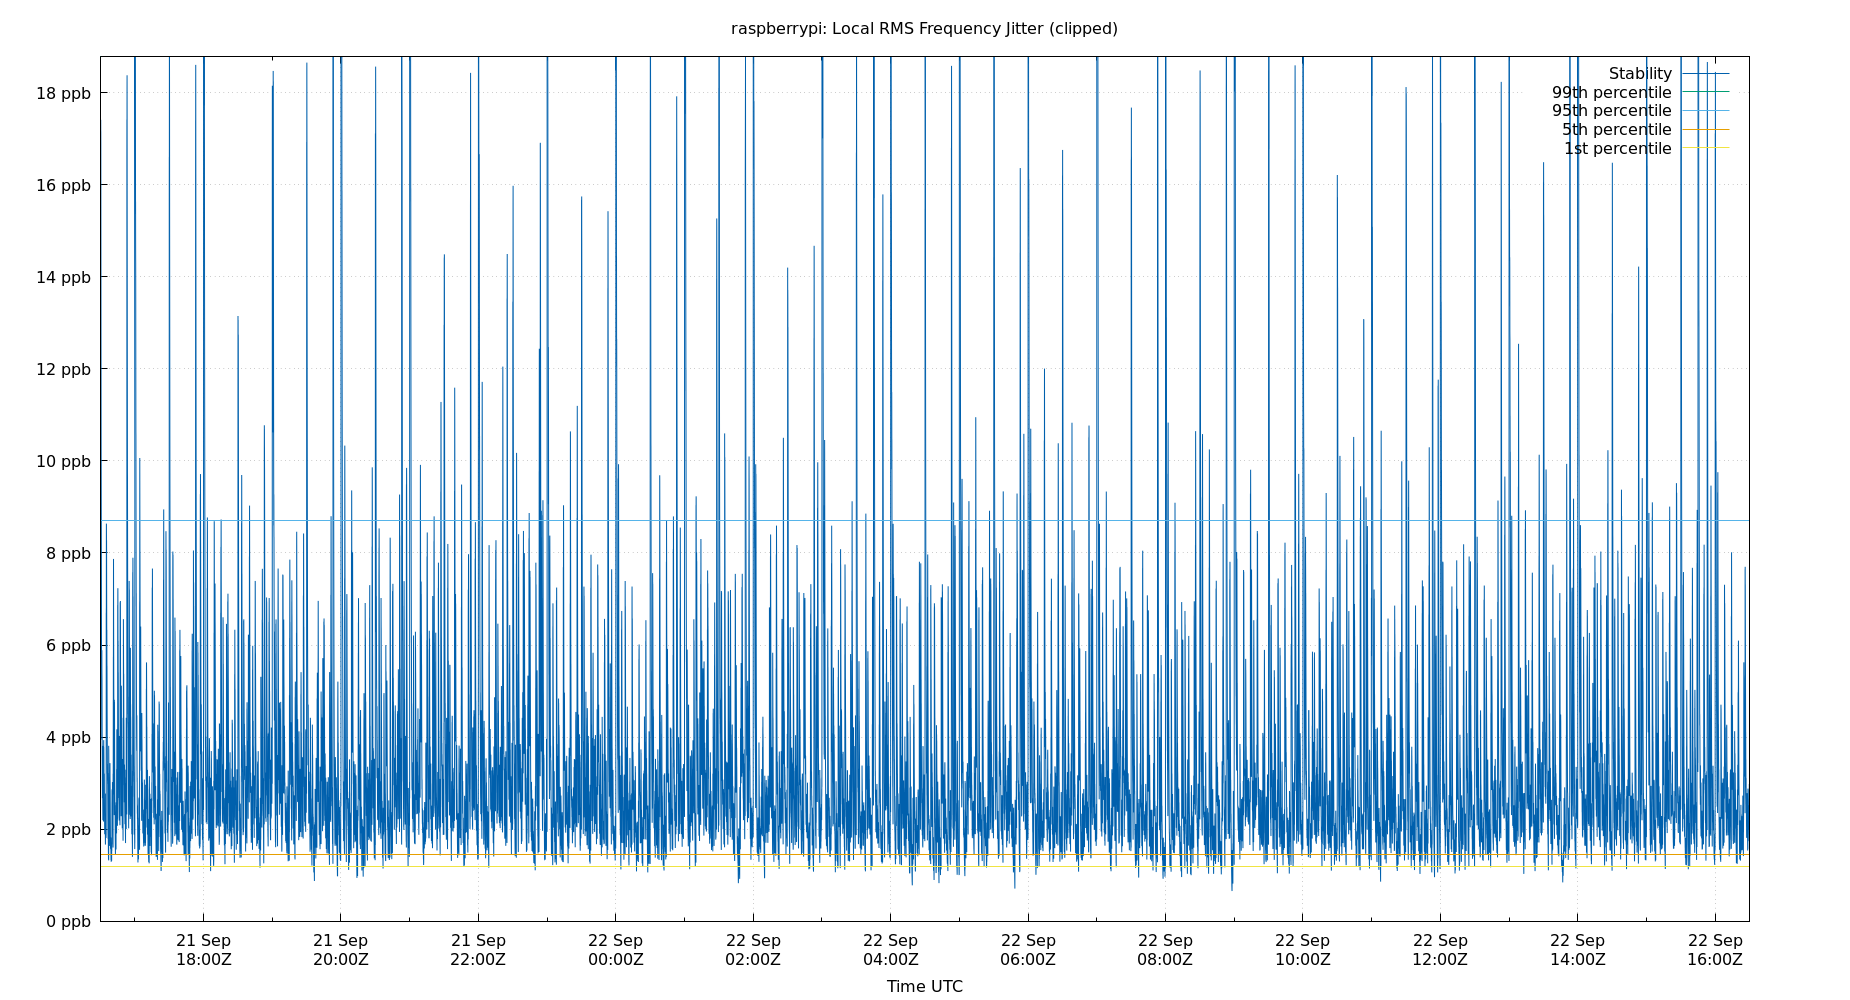 raspberrypi: Local RMS Frequency Jitter (clipped)
Stability
99th percentile
95th percentile
5th percentile
1st percentile
18 ppb
16 ppb
14 ppb
12 ppb
10 ppb
8 ppb
6 ppb
4 ppb
2 ppb
0 ppb
21 Sep 21 Sep 21 Sep 22 Sep 22 Sep 22 Sep 22 Sep 22 Sep 22 Sep 22 Sep 22 Sep 22 Sep
18:00Z 20:00Z 22:00Z 00:00Z 02:00Z 04:00Z 06:00Z 08:00Z 10:00Z 12:00Z 14:00Z 16:00Z
Time UTC